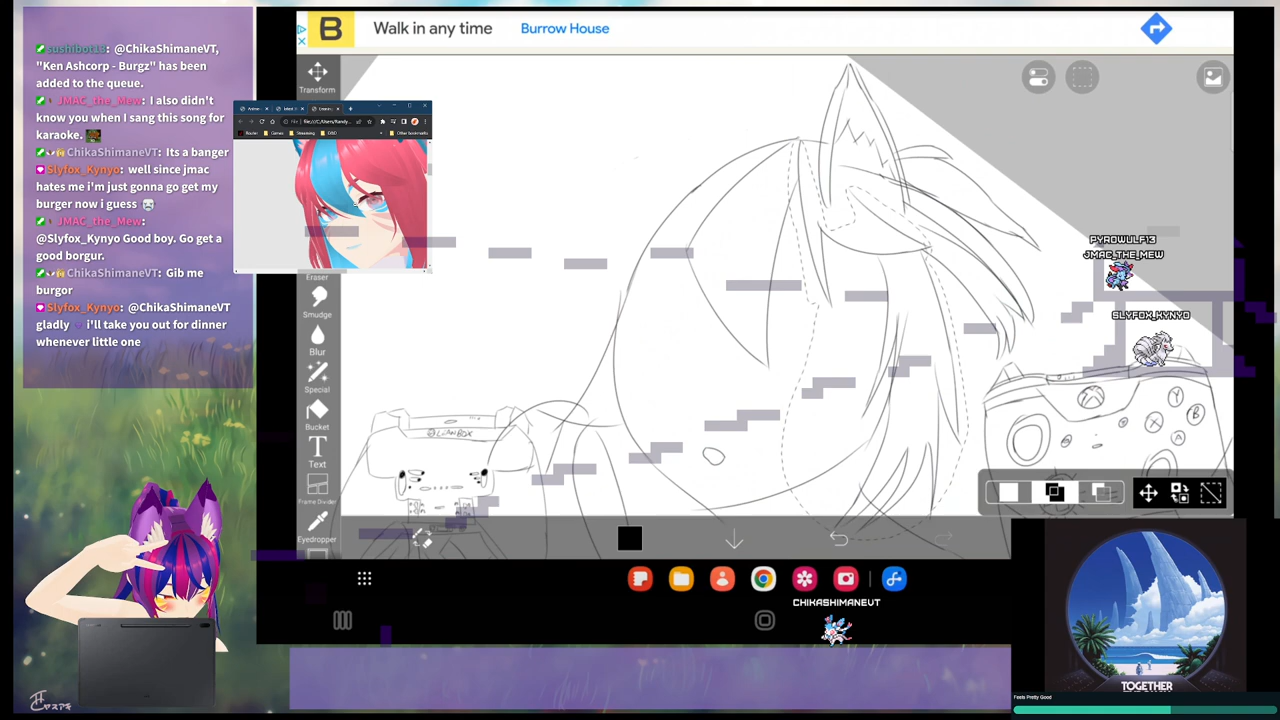 sushibot13: @ChikaShimaneVT,
"Ken Ashcorp - Burgz" has been
added to the queue.
JMAC_the_Mew: I also didn't
know you when I sang this song for
karaoke.
ChikaShimaneVT: Its a banger
Slyfox_Kynyo: well since jmac
hates me i'm just gonna go get my
burger now i guess
JMAC_the_Mew:
@Slyfox_Kynyo Good boy. Go get a
good borgur.
ChikaShimaneVT: Gib me
burgor
Slyfox_Kynyo: @ChikaShimaneVT
gladly i'll take you out for dinner
whenever little one
B
Walk in any time
Burrow House
Transform
Other bookmarks
Eraser
Smudge
Blur
Special
Bucket
T
Text
Frame Divider
Eyedropper
X
Y
X
B
A
PYROWULF13
JMAC_THE_MEW
SLYFOX_KYNYO
CHIKASHIMANEVT
TOGETHER
Feels Pretty Good